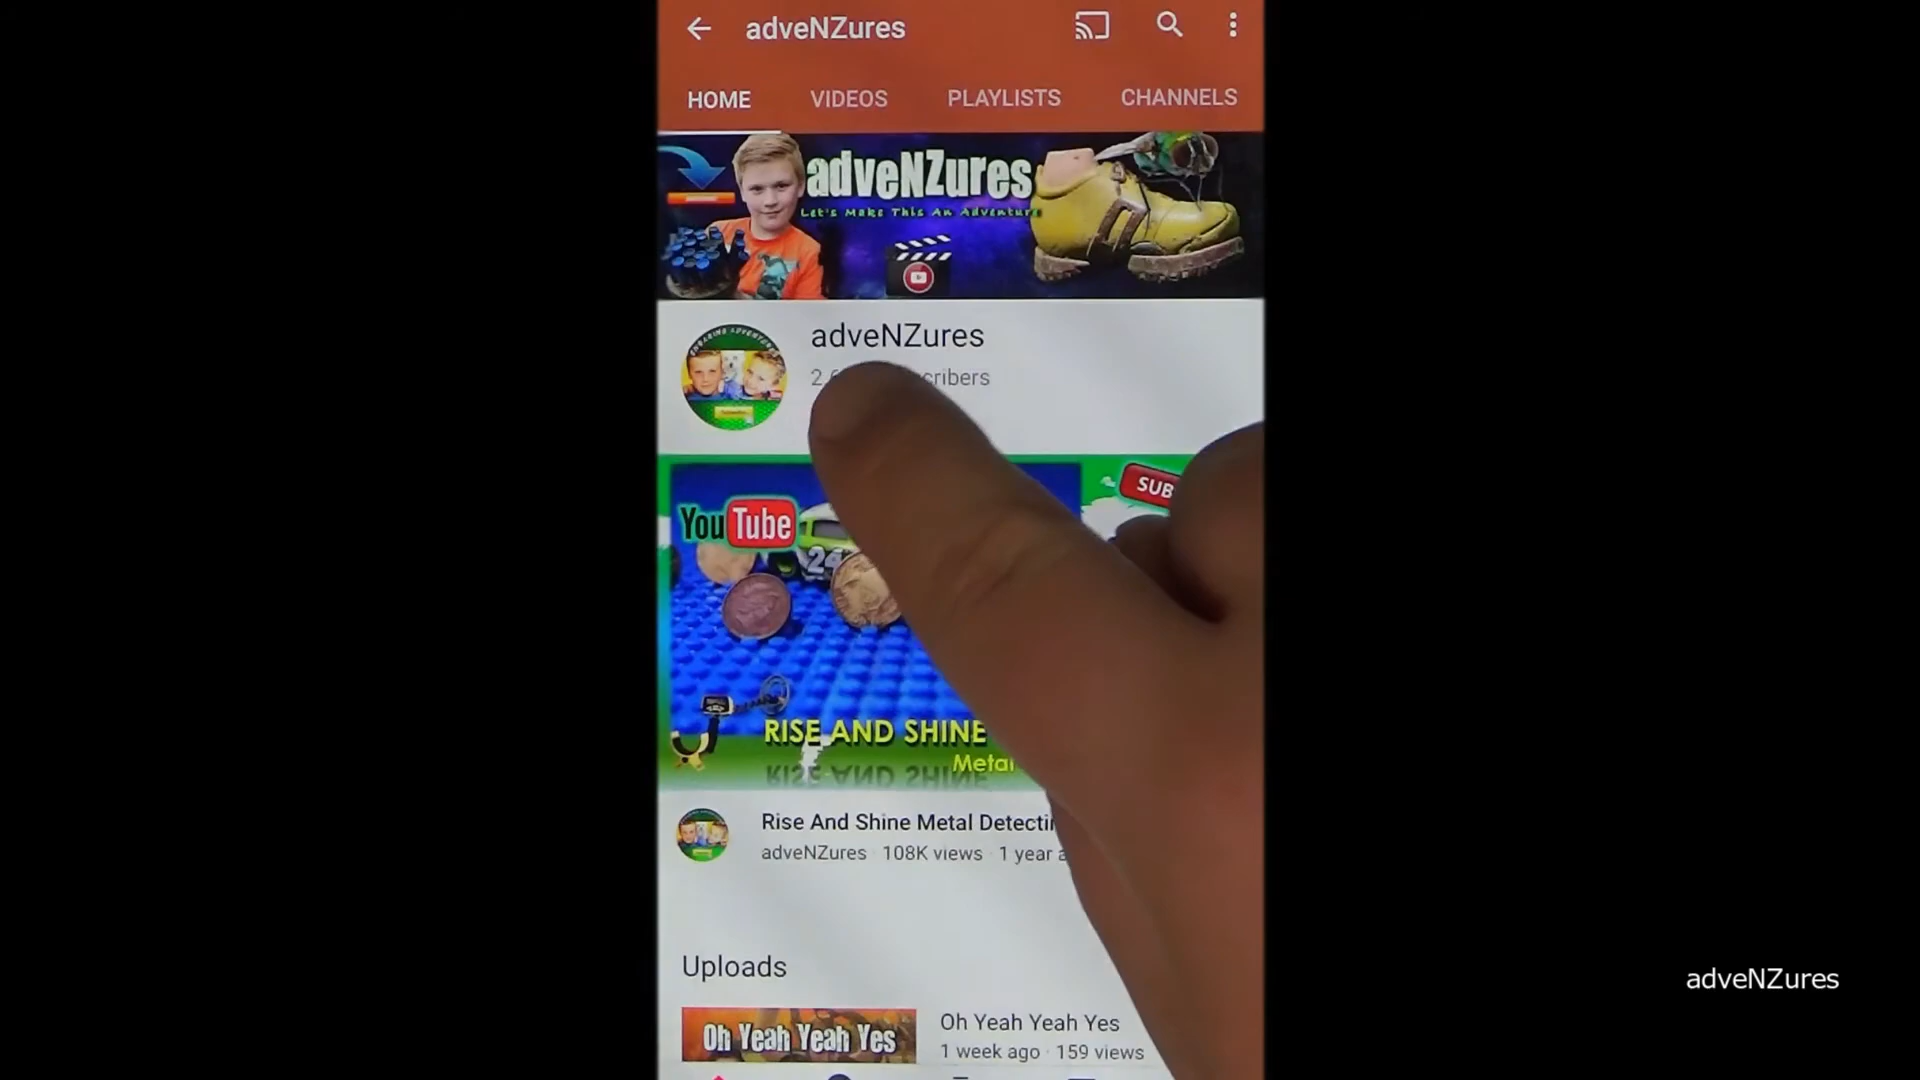 adveNZures
HOME VIDEOS PLAYLISTS CHANNELS
adveNZures
Let's Make This An Adventure
adveNZures
cribers
YouTube
SUB
24
RISE AND SHINE
Metal
Rise And Shine Metal Detectin
adveNZures · 108K views · 1 year a
Uploads
Oh Yeah Yeah Yes
Oh Yeah Yeah Yes
1 week ago · 159 views
adveNZures